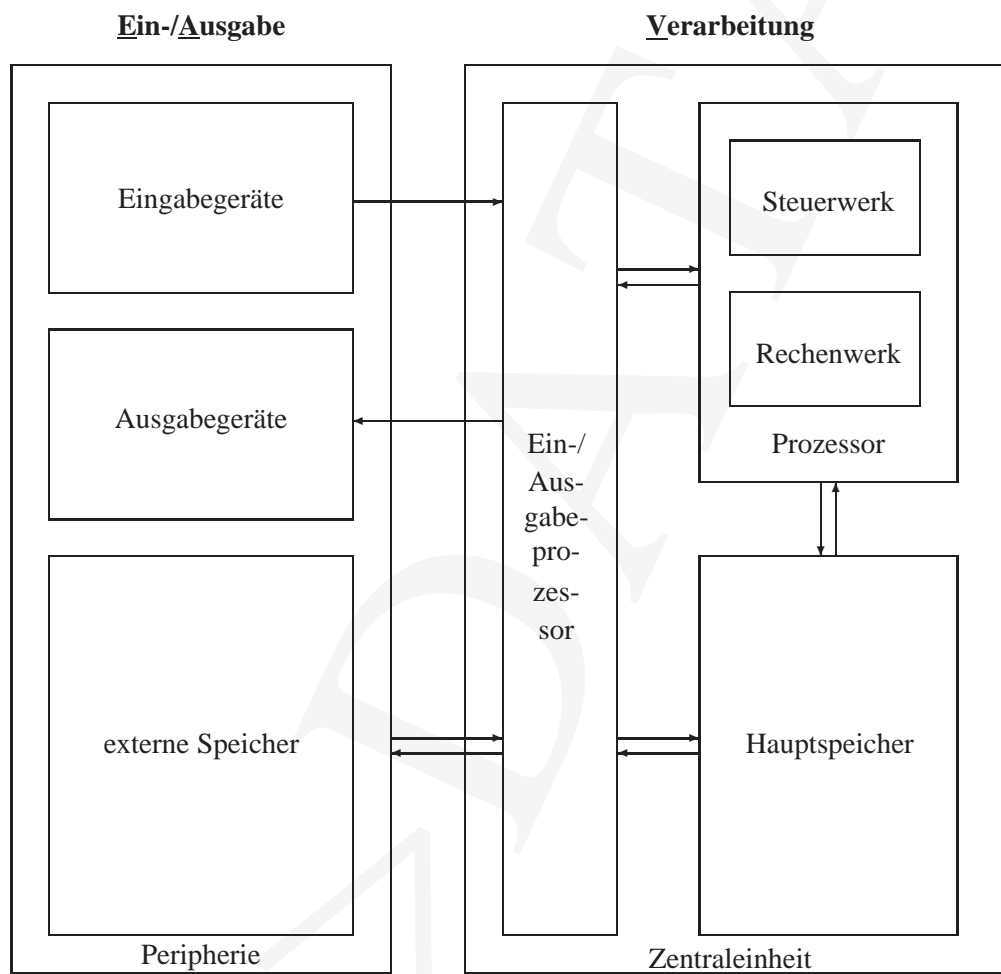 Ein-/Ausgabe
Verarbeitung
Eingabegeräte
Ausgabegeräte
externe Speicher
Peripherie
Ein-/
Aus-
gabe-
pro-
zes-
sor
Steuerwerk
Rechenwerk
Prozessor
Hauptspeicher
Zentraleinheit